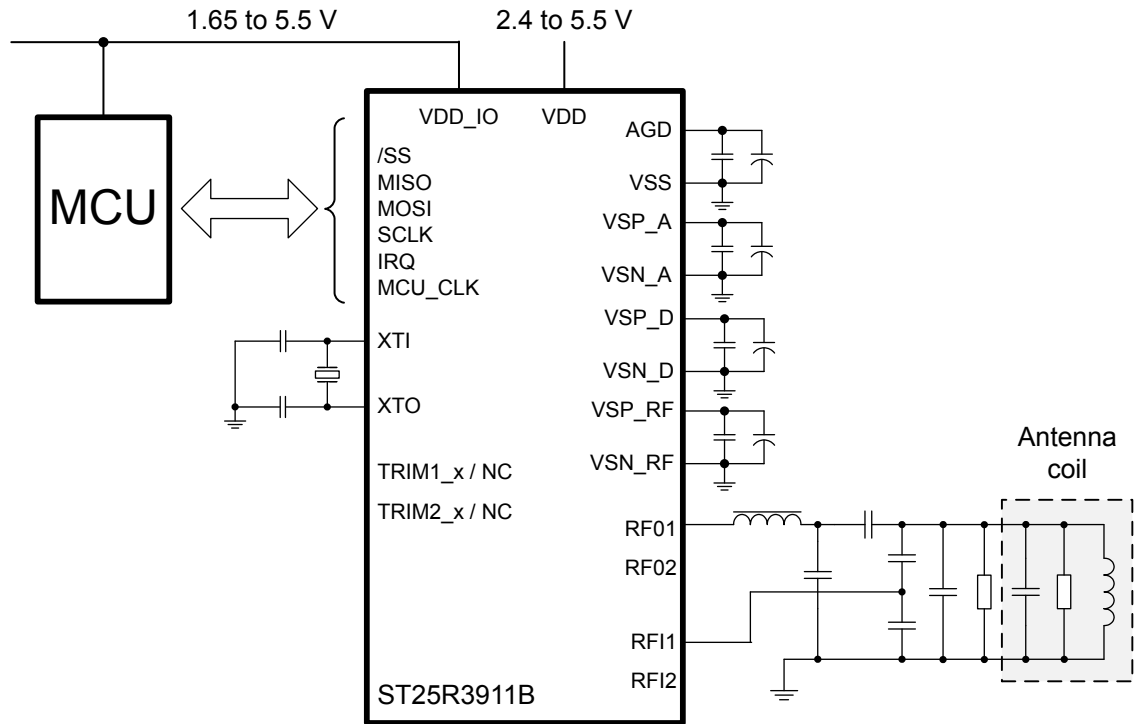 1.65 to 5.5 V
2.4 to 5.5 V
MCU
VDD_IO
VDD
/SS
MISO
MOSI
SCLK
IRQ
MCU_CLK
XTI
XTO
TRIM1_x / NC
TRIM2_x / NC
ST25R3911B
AGD
VSS
VSP_A
VSN_A
VSP_D
VSN_D
VSP_RF
VSN_RF
RF01
RF02
RFI1
RFI2
Antenna
coil